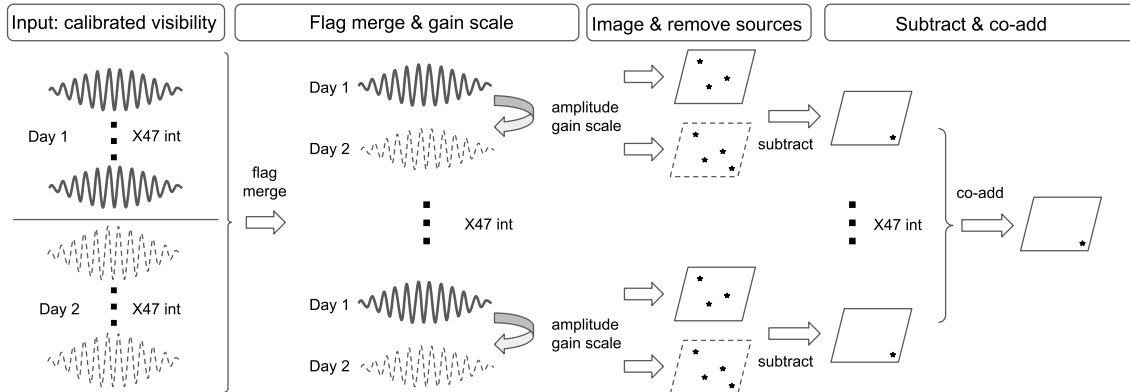 Input: calibrated visibility
Flag merge & gain scale
Image & remove sources
Subtract & co-add
Day 1
X47 int
Day 2
X47 int
flag
merge
Day 1
Day 2
amplitude
gain scale
X47 int
Day 1
Day 2
amplitude
gain scale
subtract
X47 int
subtract
co-add